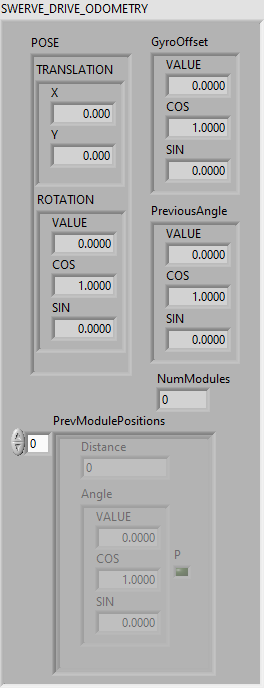 SWERVE_DRIVE_ODOMETRY
POSE
TRANSLATION
X
0.000
Y
0.000
ROTATION
VALUE
0.0000
COS
1.0000
SIN
0.0000
GyroOffset
VALUE
0.0000
COS
1.0000
SIN
0.0000
PreviousAngle
VALUE
0.0000
COS
1.0000
SIN
0.0000
NumModules
0
PrevModulePositions
0
Distance
0
Angle
VALUE
0.0000
COS
1.0000
SIN
0.0000
P